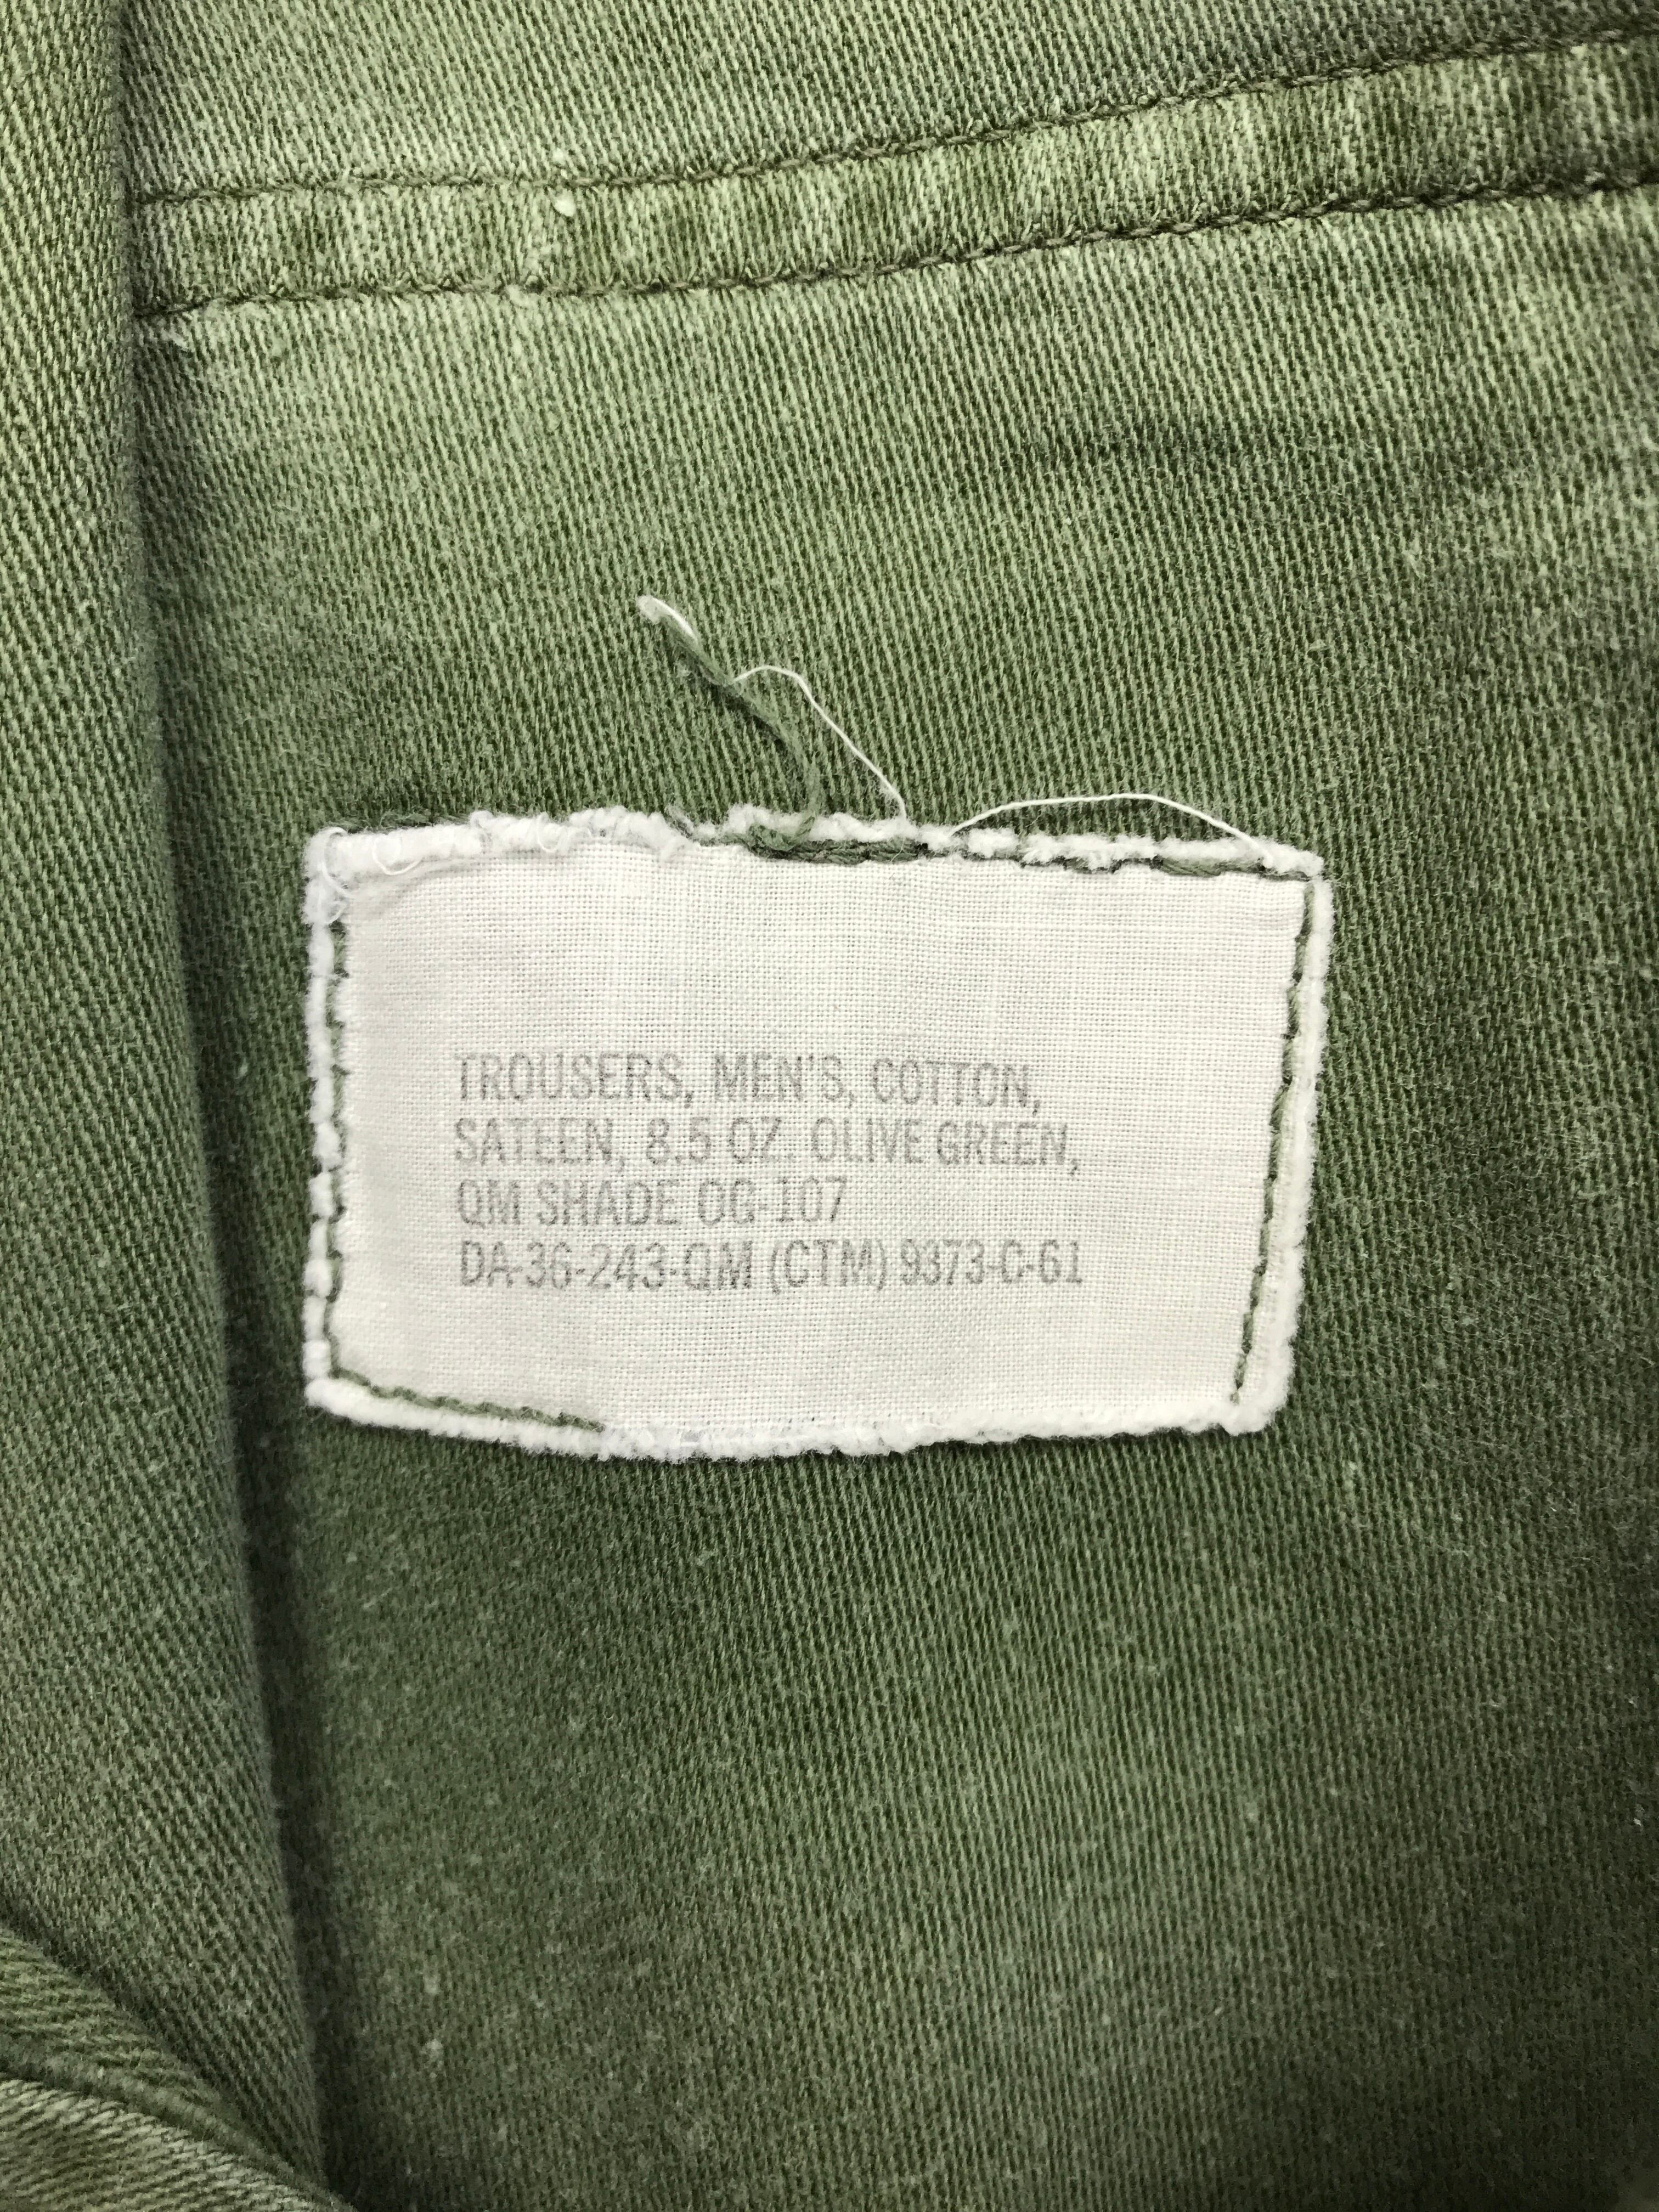 TROUSERS, MEN'S, COTTON,
SATEEN, 8.5 OZ. OLIVE GREEN,
QM SHADE OG-107
DA-36-243-QM (CTM) 9373-C-61